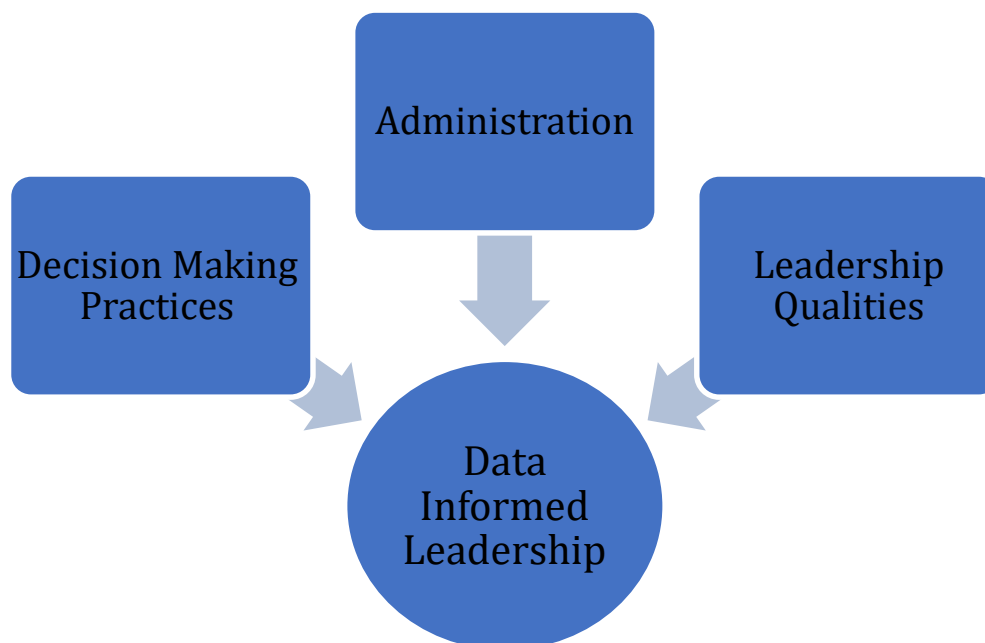 Administration
Decision Making
Practices
Leadership
Qualities
Data
Informed
Leadership